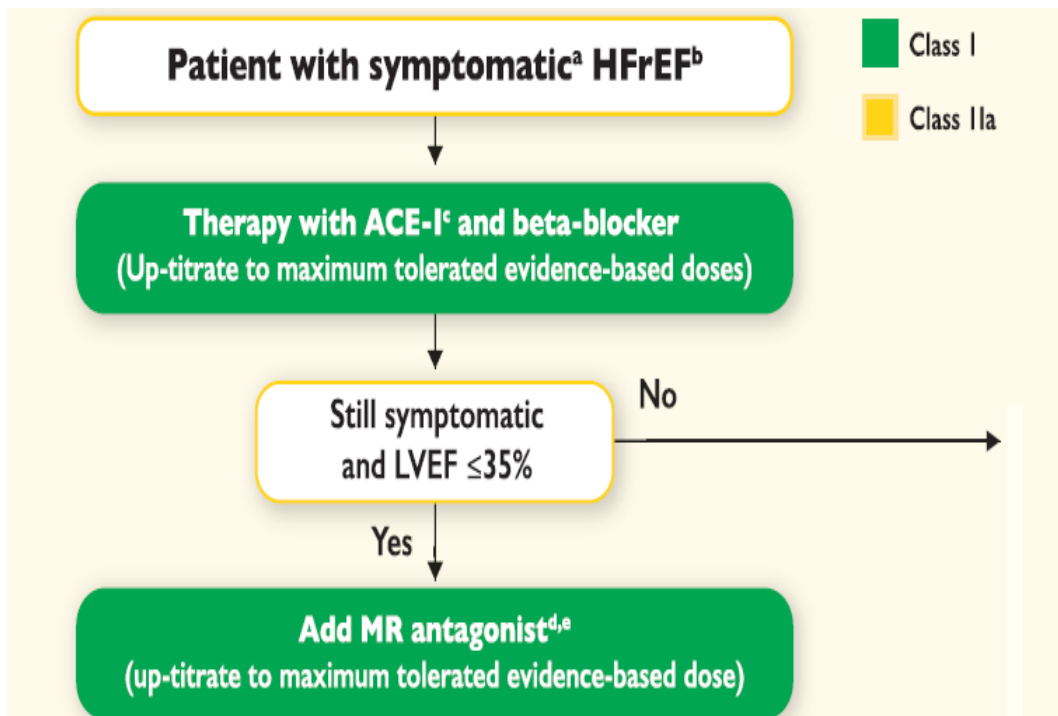 Patient with symptomaticᵃ HFrEFᵇ
Class I
Class IIa
Therapy with ACE-Iᶜ and beta-blocker
(Up-titrate to maximum tolerated evidence-based doses)
Still symptomatic
and LVEF ≤35%
No
Yes
Add MR antagonistᵈ,ᵉ
(up-titrate to maximum tolerated evidence-based dose)